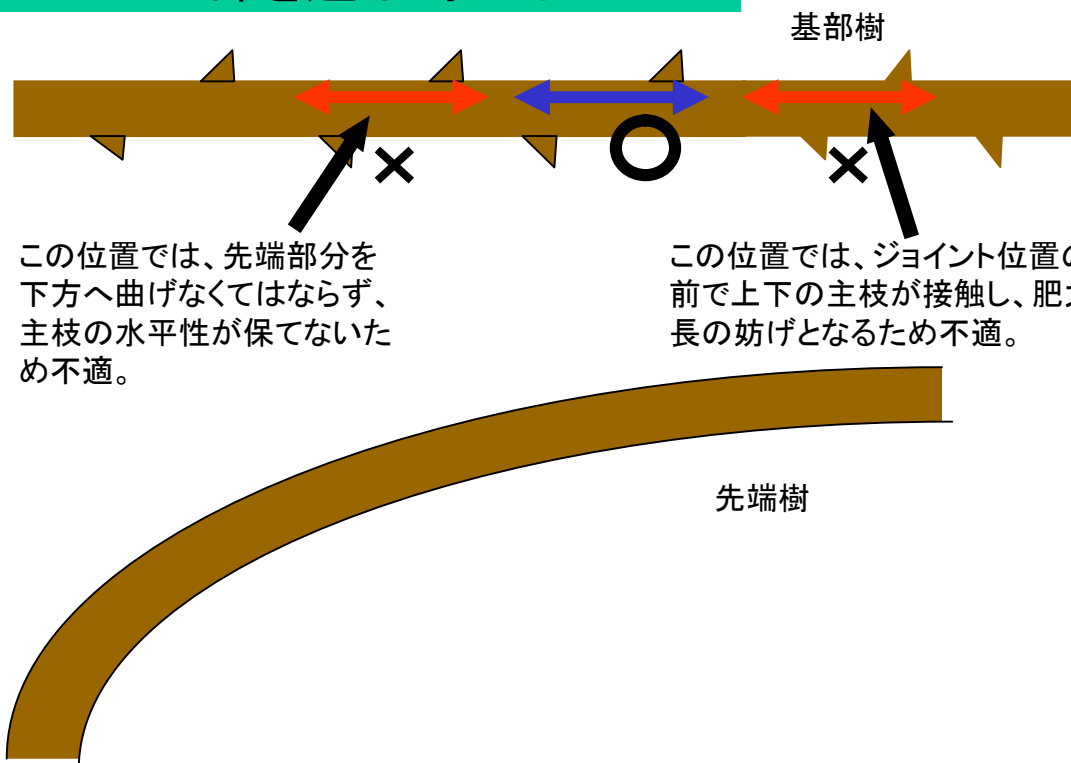 基部樹
×
○
×
この位置では、先端部分を
下方へ曲げなくてはならず、
主枝の水平性が保てないた
め不適。
この位置では、ジョイント位置の
前で上下の主枝が接触し、肥
長の妨げとなるため不適。
先端樹